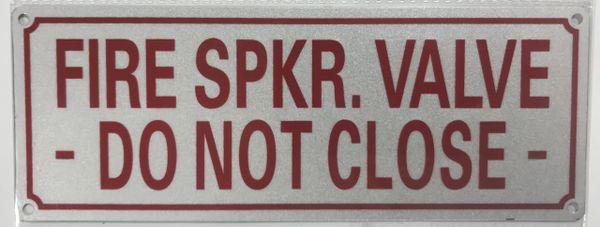 FIRE SPKR. VALVE
- DO NOT CLOSE -